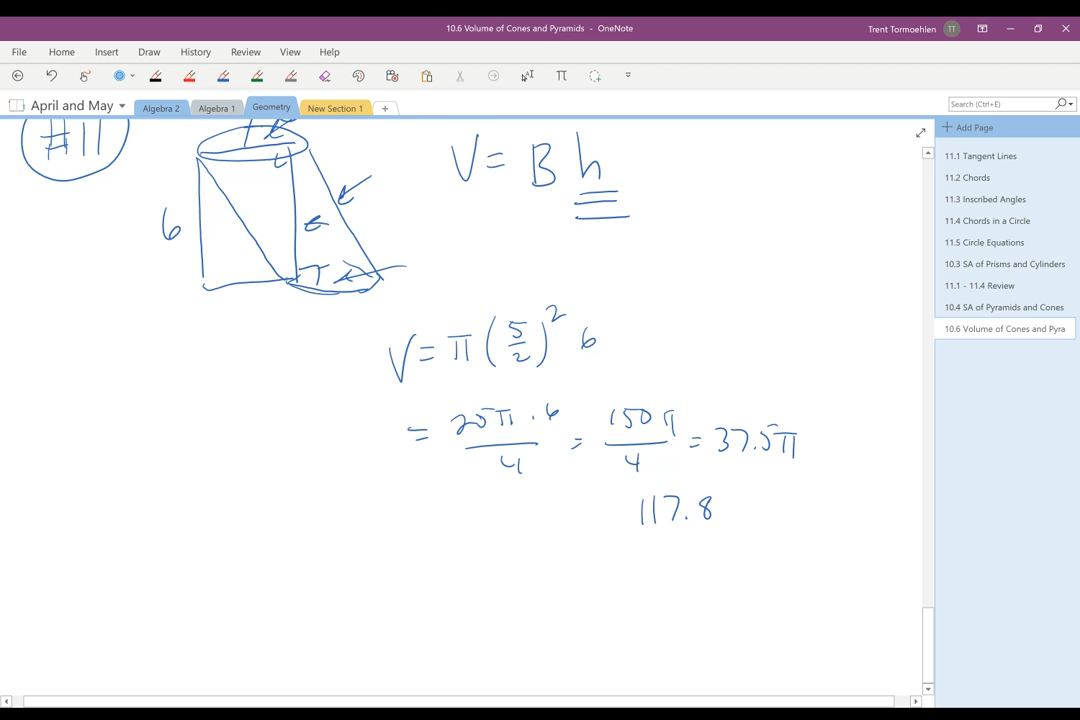 10.6 Volume of Cones and Pyramids - OneNote
Trent Tormoehlen TT
File Home Insert Draw History Review View Help
April and May Algebra 2 Algebra 1 Geometry New Section 1 +
Search (Ctrl+E)
+ Add Page
11.1 Tangent Lines
11.2 Chords
11.3 Inscribed Angles
11.4 Chords in a Circle
11.5 Circle Equations
10.3 SA of Prisms and Cylinders
11.1 - 11.4 Review
10.4 SA of Pyramids and Cones
10.6 Volume of Cones and Pyra
#11
V = B h
6
V = π (5/2)² 6
= 25π · 6 / 4 = 150π / 4 = 37.5π
117.8